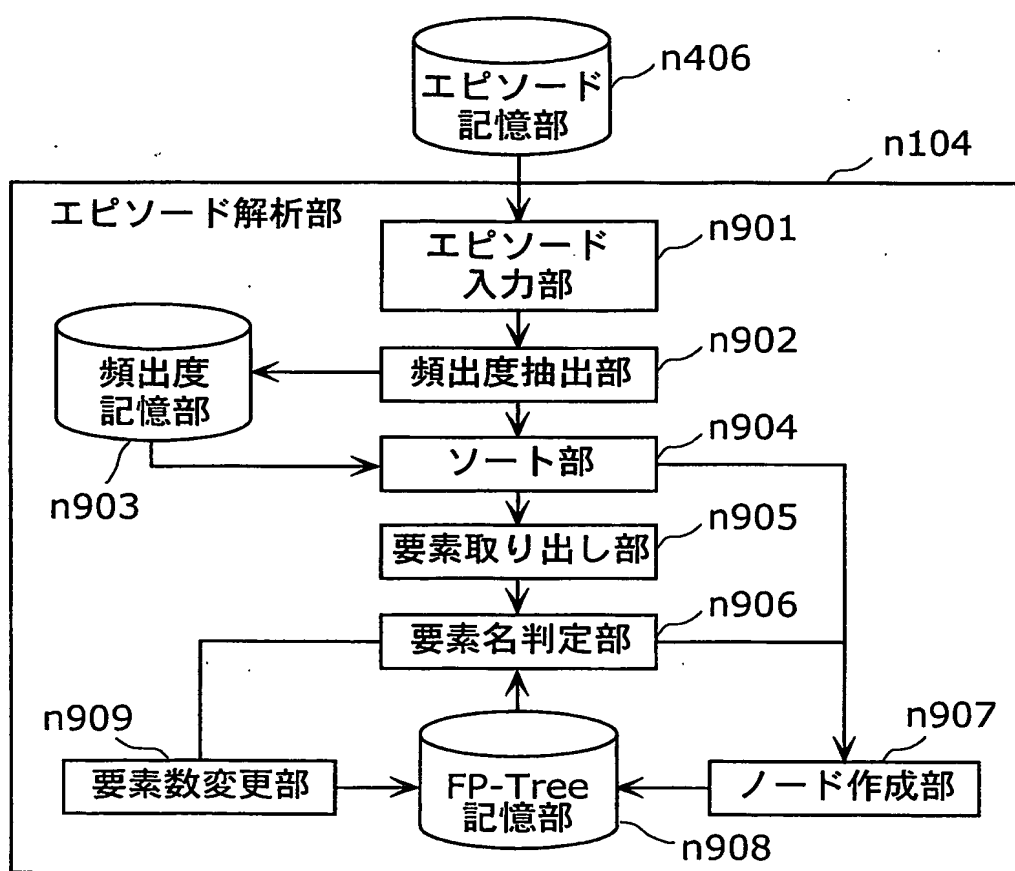 エピソード
記憶部
n406
n104
エピソード解析部
エピソード
入力部
n901
頻出度抽出部
n902
頻出度
記憶部
n903
ソート部
n904
要素取り出し部
n905
要素名判定部
n906
n909
要素数変更部
FP-Tree
記憶部
n908
n907
ノード作成部